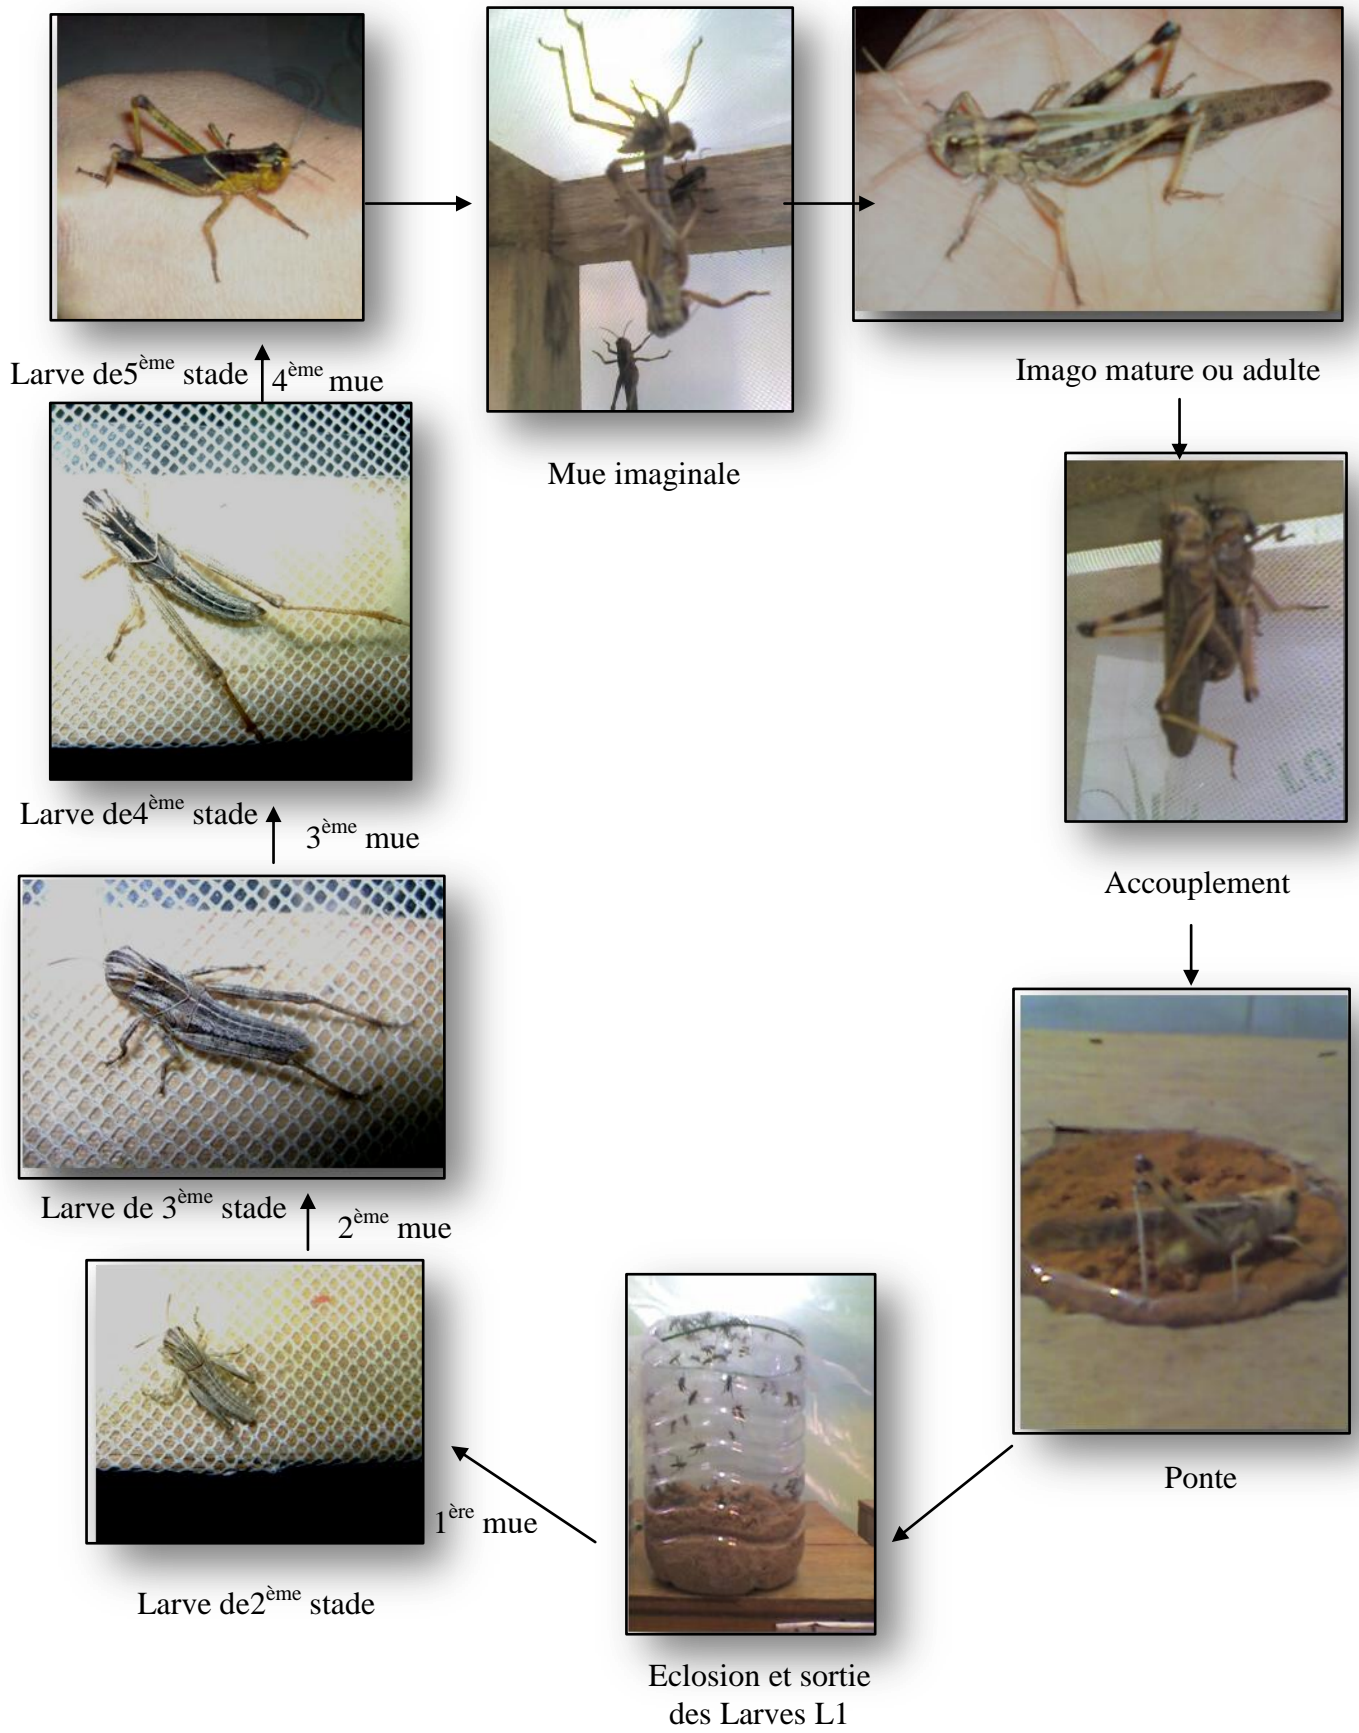 Larve de5ème stade
4ème mue
Mue imaginale
Imago mature ou adulte
Larve de4ème stade
3ème mue
Accouplement
Larve de 3ème stade
2ème mue
Ponte
1ère mue
Larve de2ème stade
Eclosion et sortie
des Larves L1